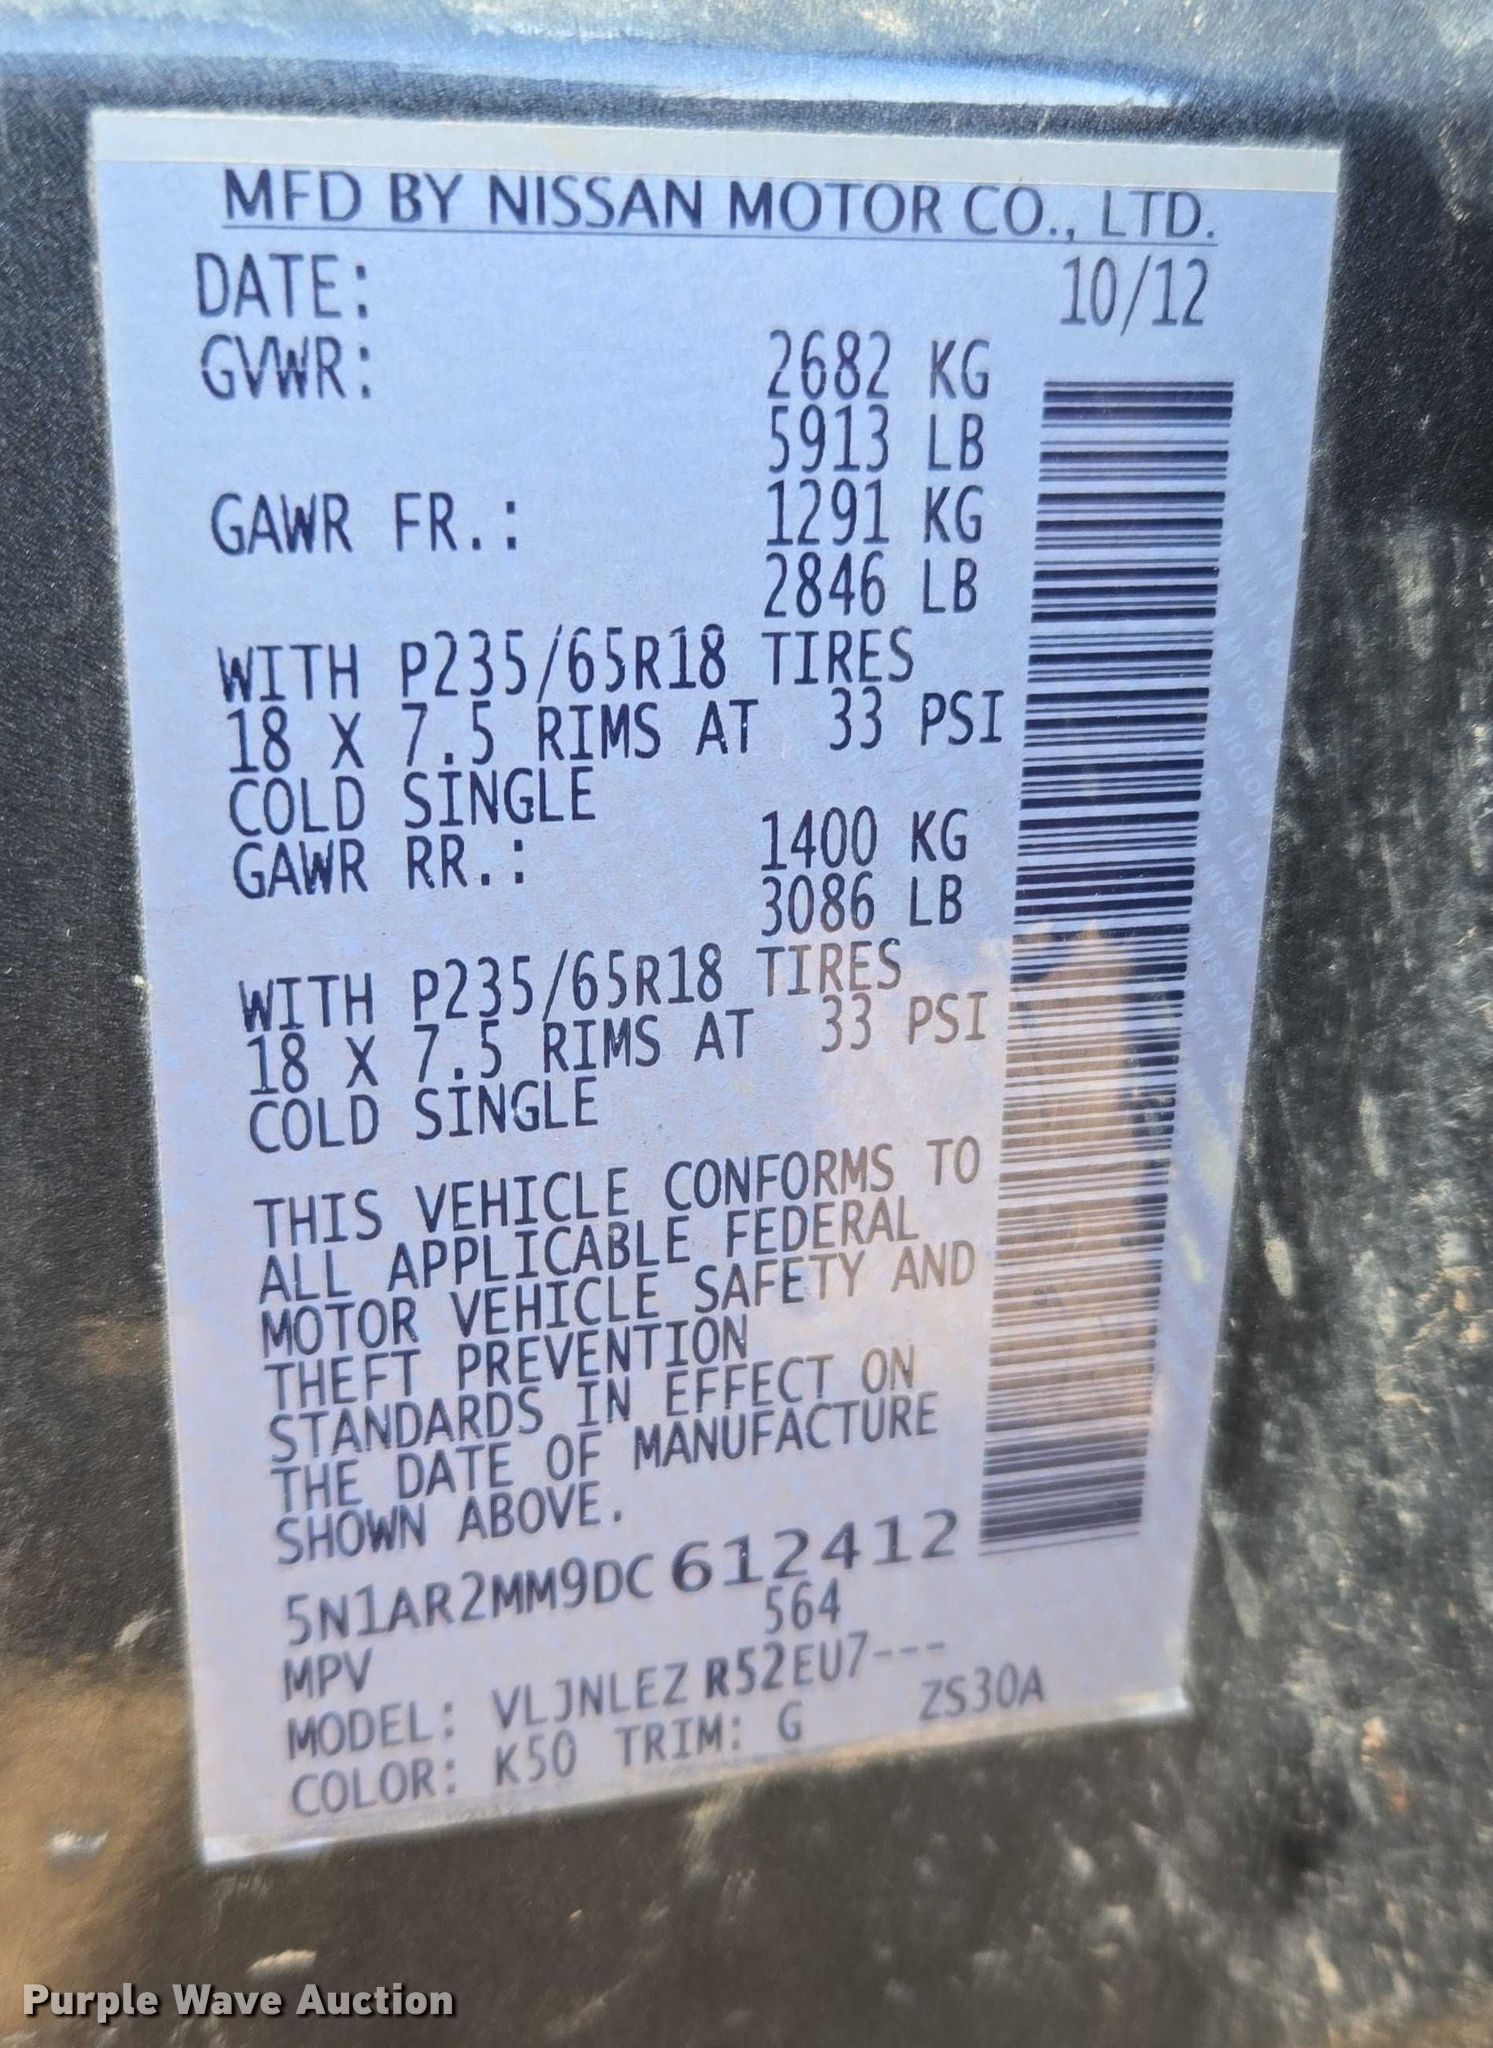 MFD BY NISSAN MOTOR CO., LTD.
DATE: 10/12
GVWR: 2682 KG
5913 LB
GAWR FR.: 1291 KG
2846 LB
WITH P235/65R18 TIRES
18 X 7.5 RIMS AT 33 PSI
COLD SINGLE
GAWR RR.: 1400 KG
3086 LB
WITH P235/65R18 TIRES
18 X 7.5 RIMS AT 33 PSI
COLD SINGLE
THIS VEHICLE CONFORMS TO
ALL APPLICABLE FEDERAL
MOTOR VEHICLE SAFETY AND
THEFT PREVENTION
STANDARDS IN EFFECT ON
THE DATE OF MANUFACTURE
SHOWN ABOVE.
5N1AR2MM9DC612412
MPV 564
MODEL: VLJNLEZ R52EU7---
COLOR: K50 TRIM: G ZS30A
Purple Wave Auction